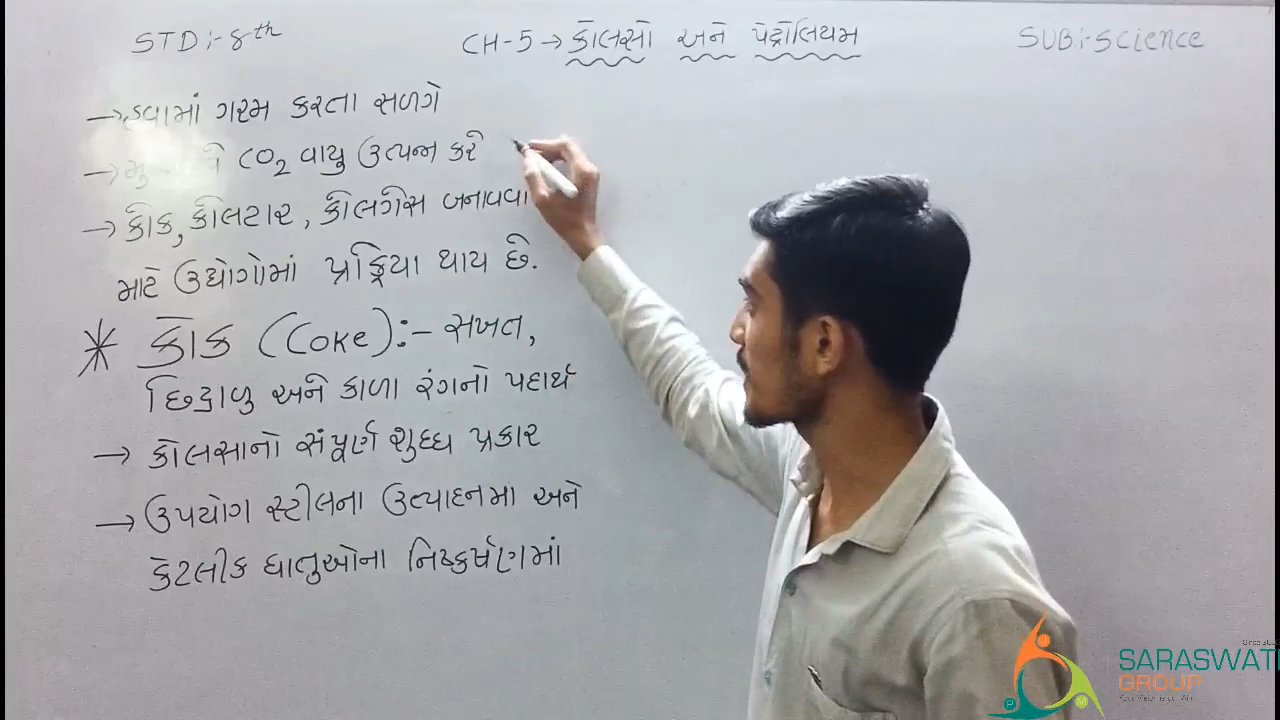 STD:- 8th
CH-5 → કોલસો અને પેટ્રોલિયમ
SUB:- Science
→ હવામાં ગરમ કરતા સળગે
→ CO2 વાયુ ઉત્પન્ન કરે
→ કોક, કોલટાર, કોલગેસ બનાવવા
માટે ઉદ્યોગોમાં પ્રક્રિયા થાય છે.
* કોક (Coke):- સખત,
છિદ્રાળુ અને કાળા રંગનો પદાર્થ
→ કોલસાનો સંપૂર્ણ શુદ્ધ પ્રકાર
→ ઉપયોગ સ્ટીલના ઉત્પાદનમા અને
કેટલીક ધાતુઓના નિષ્કર્ષણમાં
SARASWATI
GROUP